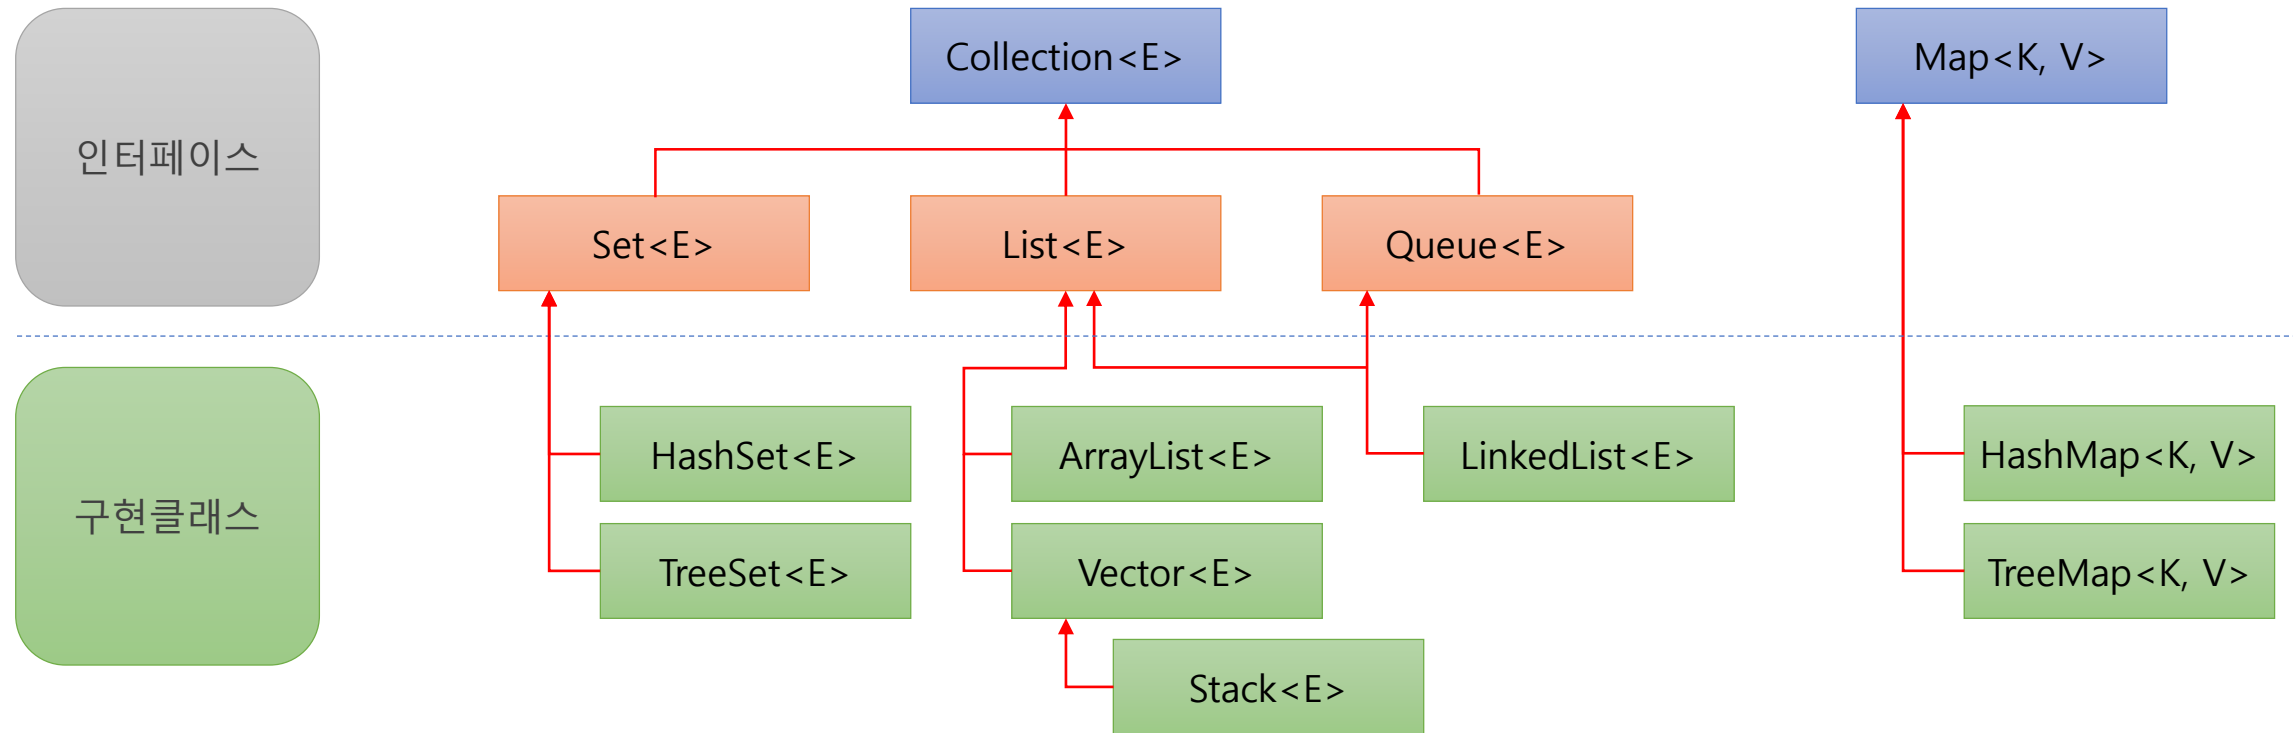 인터페이스
Collection<E>
Map<K, V>
Set<E>
List<E>
Queue<E>
구현클래스
HashSet<E>
ArrayList<E>
LinkedList<E>
HashMap<K, V>
TreeSet<E>
Vector<E>
TreeMap<K, V>
Stack<E>